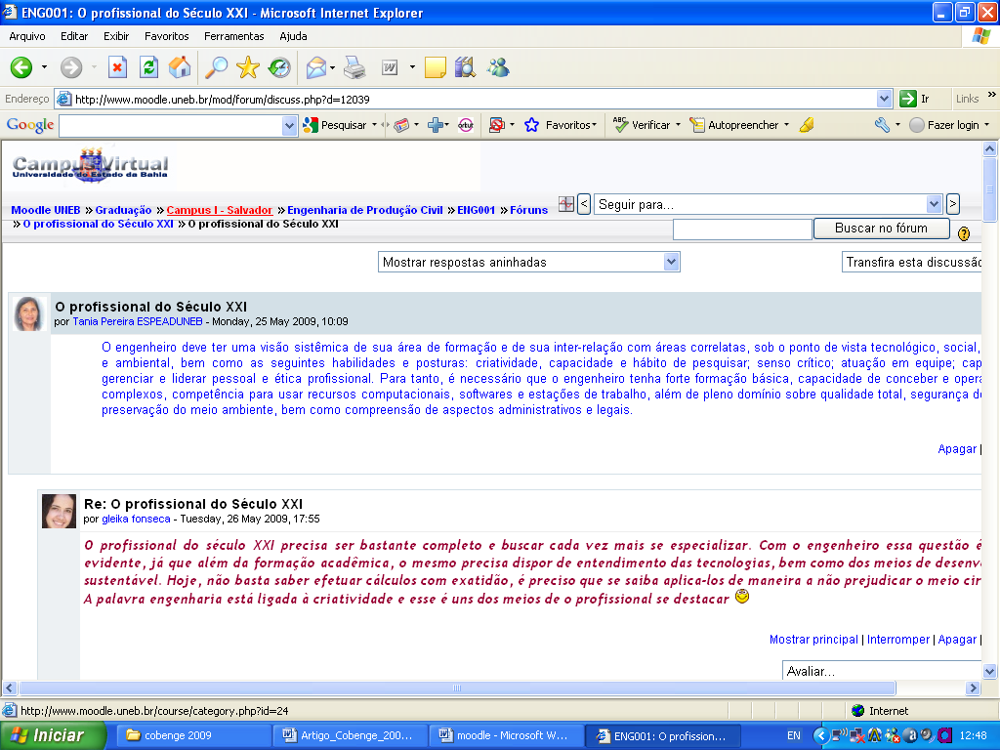 ENG001: O profissional do Século XXI - Microsoft Internet Explorer
Arquivo Editar Exibir Favoritos Ferramentas Ajuda
Endereço http://www.moodle.uneb.br/mod/forum/discuss.php?d=12039 Ir Links »
Google Pesquisar Favoritos ABC Verificar Autopreencher Fazer login
Campus Virtual
Universidade do Estado da Bahia
Moodle UNEB » Graduação » Campus I - Salvador » Engenharia de Produção Civil » ENG001 » Fóruns < Seguir para... >
» O profissional do Século XXI » O profissional do Século XXI Buscar no fórum ?
Mostrar respostas aninhadas Transfira esta discussão
O profissional do Século XXI
por Tania Pereira ESPEADUNEB - Monday, 25 May 2009, 10:09
O engenheiro deve ter uma visão sistêmica de sua área de formação e de sua inter-relação com áreas correlatas, sob o ponto de vista tecnológico, social,
e ambiental, bem como as seguintes habilidades e posturas: criatividade, capacidade e hábito de pesquisar; senso crítico; atuação em equipe; cap
gerenciar e liderar pessoal e ética profissional. Para tanto, é necessário que o engenheiro tenha forte formação básica, capacidade de conceber e opera
complexos, competência para usar recursos computacionais, softwares e estações de trabalho, além de pleno domínio sobre qualidade total, segurança do
preservação do meio ambiente, bem como compreensão de aspectos administrativos e legais.
Apagar |
Re: O profissional do Século XXI
por gleika fonseca - Tuesday, 26 May 2009, 17:55
O profissional do século XXI precisa ser bastante completo e buscar cada vez mais se especializar. Com o engenheiro essa questão é
evidente, já que além da formação acadêmica, o mesmo precisa dispor de entendimento das tecnologias, bem como dos meios de desenv
sustentável. Hoje, não basta saber efetuar cálculos com exatidão, é preciso que se saiba aplica-los de maneira a não prejudicar o meio cir
A palavra engenharia está ligada à criatividade e esse é uns dos meios de o profissional se destacar
Mostrar principal | Interromper | Apagar |
Avaliar...
http://www.moodle.uneb.br/course/category.php?id=24 Internet
Iniciar cobenge 2009 Artigo_Cobenge_200... moodle - Microsoft W... ENG001: O profission... EN 12:48